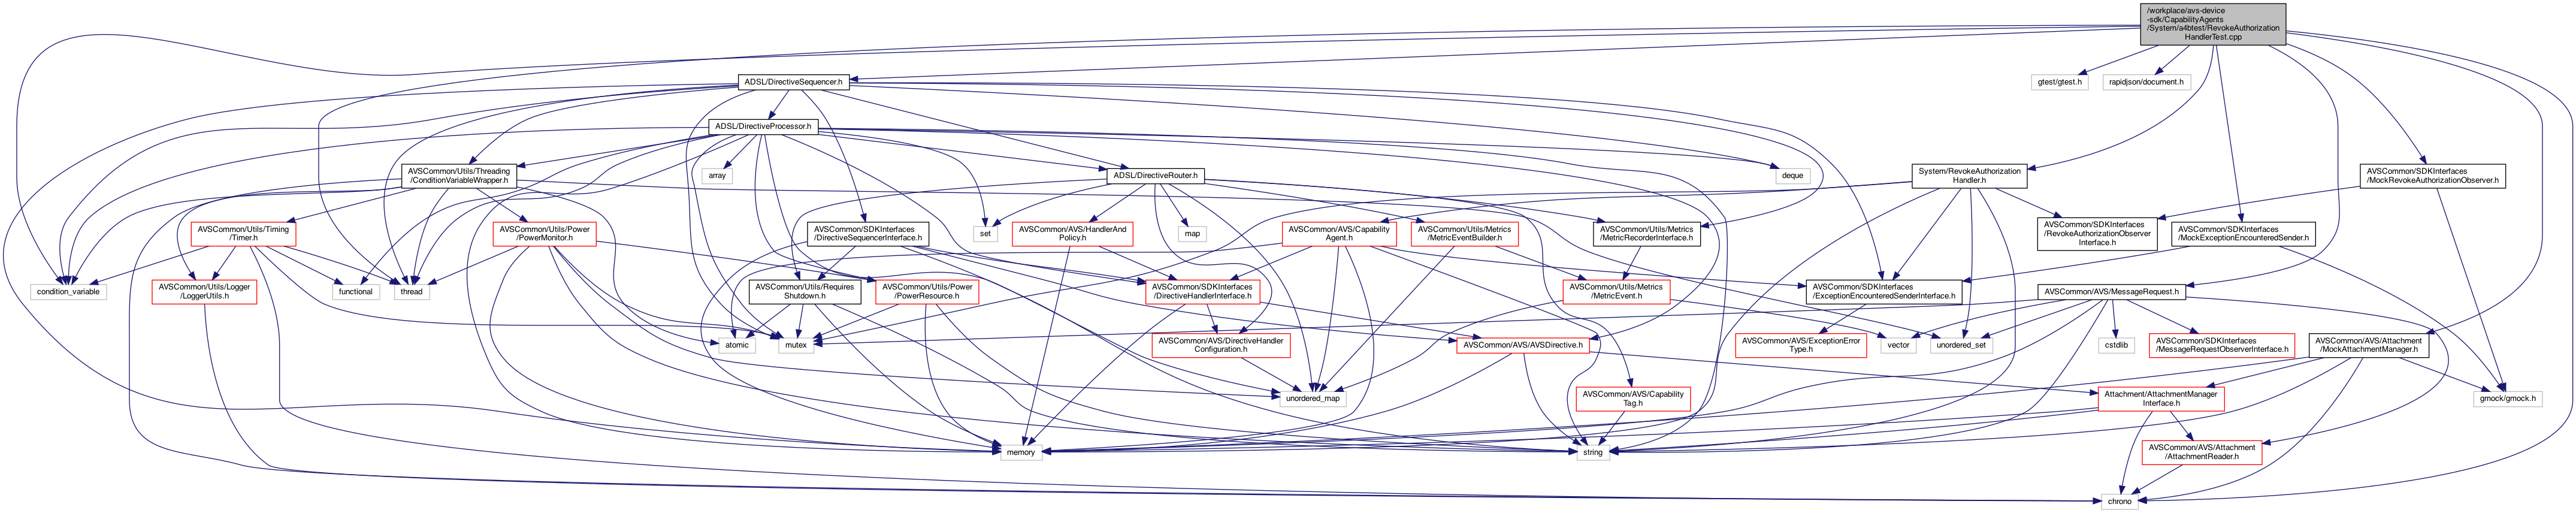 /workplace/avs-device
-sdk/CapabilityAgents
/System/a4btest/RevokeAuthorization
HandlerTest.cpp
ADSL/DirectiveSequencer.h
gtest/gtest.h
rapidjson/document.h
ADSL/DirectiveProcessor.h
AVSCommon/Utils/Threading
/ConditionVariableWrapper.h
array
ADSL/DirectiveRouter.h
deque
System/RevokeAuthorization
Handler.h
AVSCommon/SDKInterfaces
/MockRevokeAuthorizationObserver.h
AVSCommon/Utils/Timing
/Timer.h
AVSCommon/Utils/Power
/PowerMonitor.h
AVSCommon/SDKInterfaces
/DirectiveSequencerInterface.h
set
AVSCommon/AVS/HandlerAnd
Policy.h
map
AVSCommon/AVS/Capability
Agent.h
AVSCommon/Utils/Metrics
/MetricEventBuilder.h
AVSCommon/Utils/Metrics
/MetricRecorderInterface.h
AVSCommon/SDKInterfaces
/RevokeAuthorizationObserver
Interface.h
AVSCommon/SDKInterfaces
/MockExceptionEncounteredSender.h
condition_variable
AVSCommon/Utils/Logger
/LoggerUtils.h
functional
thread
AVSCommon/Utils/Requires
Shutdown.h
AVSCommon/Utils/Power
/PowerResource.h
AVSCommon/SDKInterfaces
/DirectiveHandlerInterface.h
AVSCommon/Utils/Metrics
/MetricEvent.h
AVSCommon/SDKInterfaces
/ExceptionEncounteredSenderInterface.h
AVSCommon/AVS/MessageRequest.h
atomic
mutex
AVSCommon/AVS/DirectiveHandler
Configuration.h
AVSCommon/AVS/AVSDirective.h
AVSCommon/AVS/ExceptionError
Type.h
vector
unordered_set
cstdlib
AVSCommon/SDKInterfaces
/MessageRequestObserverInterface.h
AVSCommon/AVS/Attachment
/MockAttachmentManager.h
unordered_map
AVSCommon/AVS/Capability
Tag.h
Attachment/AttachmentManager
Interface.h
gmock/gmock.h
memory
string
AVSCommon/AVS/Attachment
/AttachmentReader.h
chrono